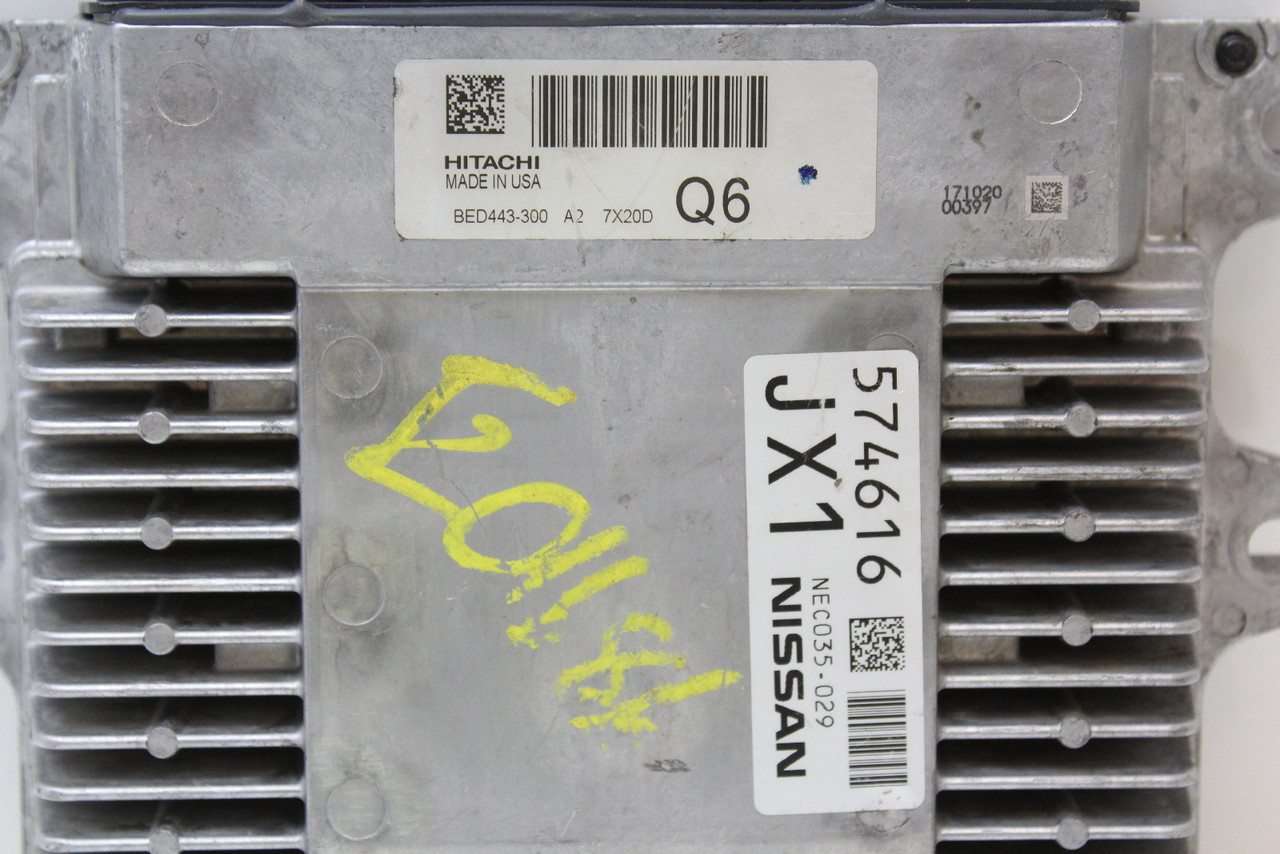 HITACHI
MADE IN USA
BED443-300 A2 7X20D Q6
171020
00397
574616
JX1
NEC035-029
NISSAN